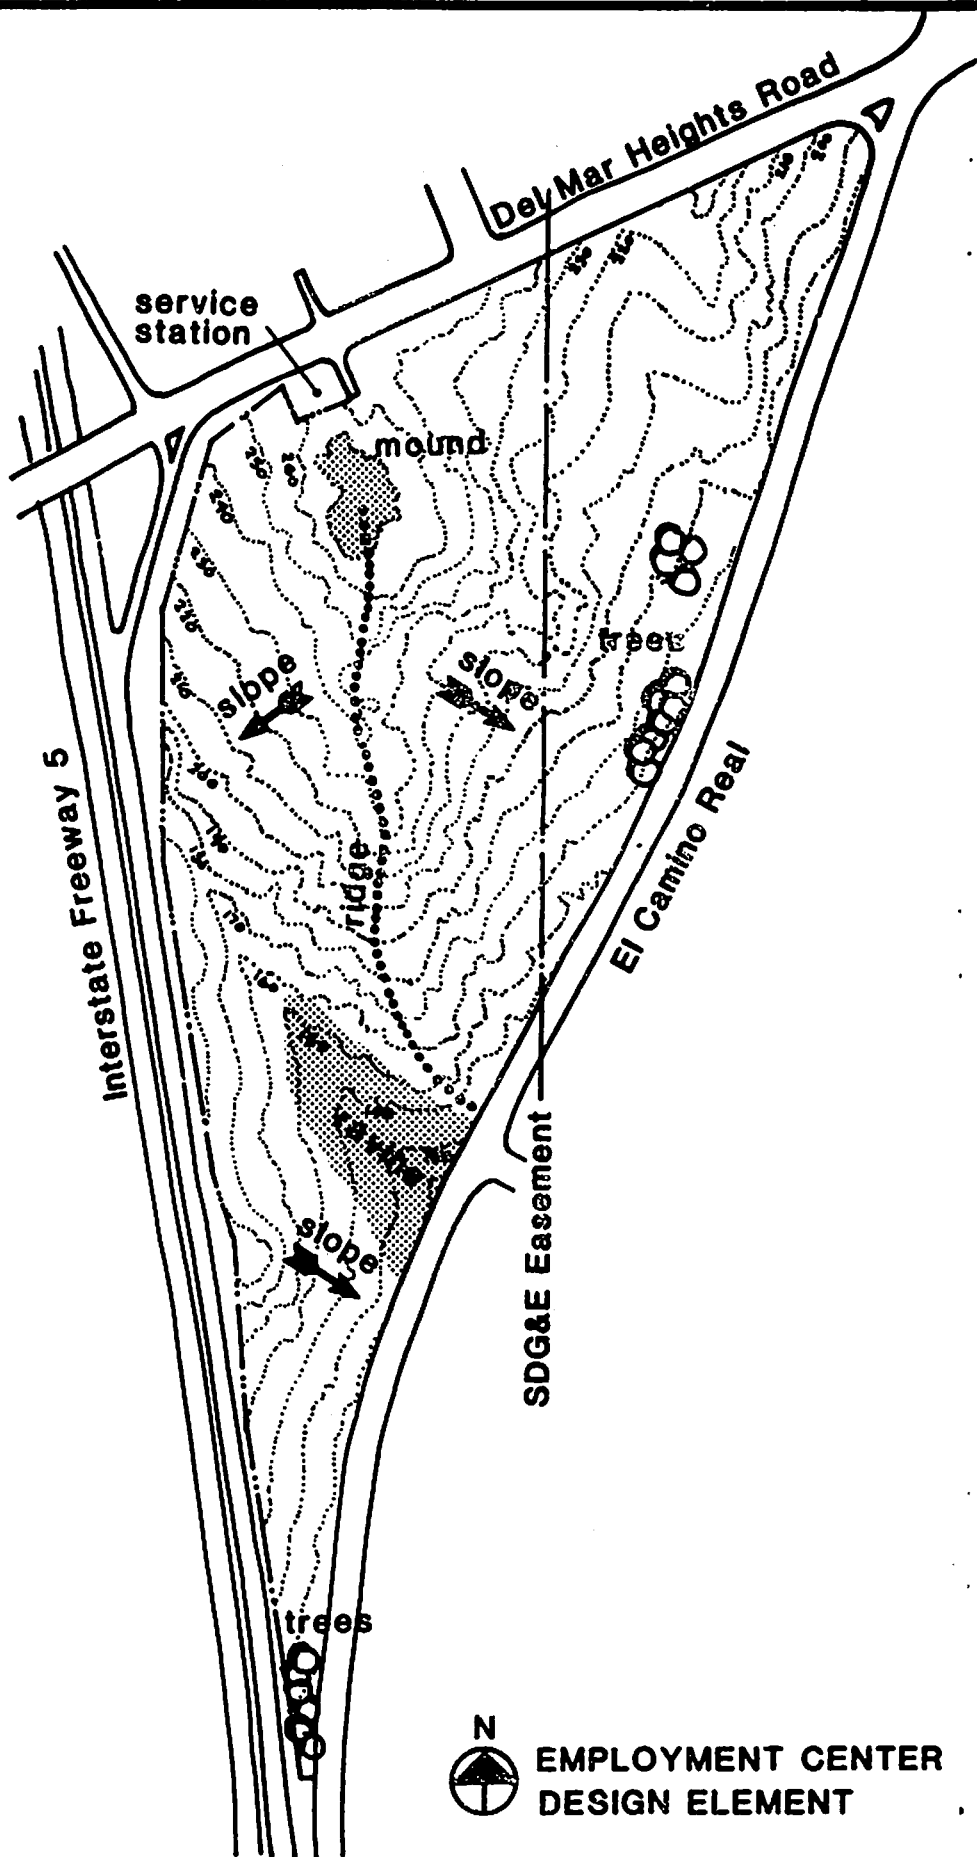 Del Mar Heights Road
service
station
mound
trees
slope
slope
ridge
Interstate Freeway 5
El Camino Real
ravine
slope
SDG&E Easement
trees
N
EMPLOYMENT CENTER
DESIGN ELEMENT